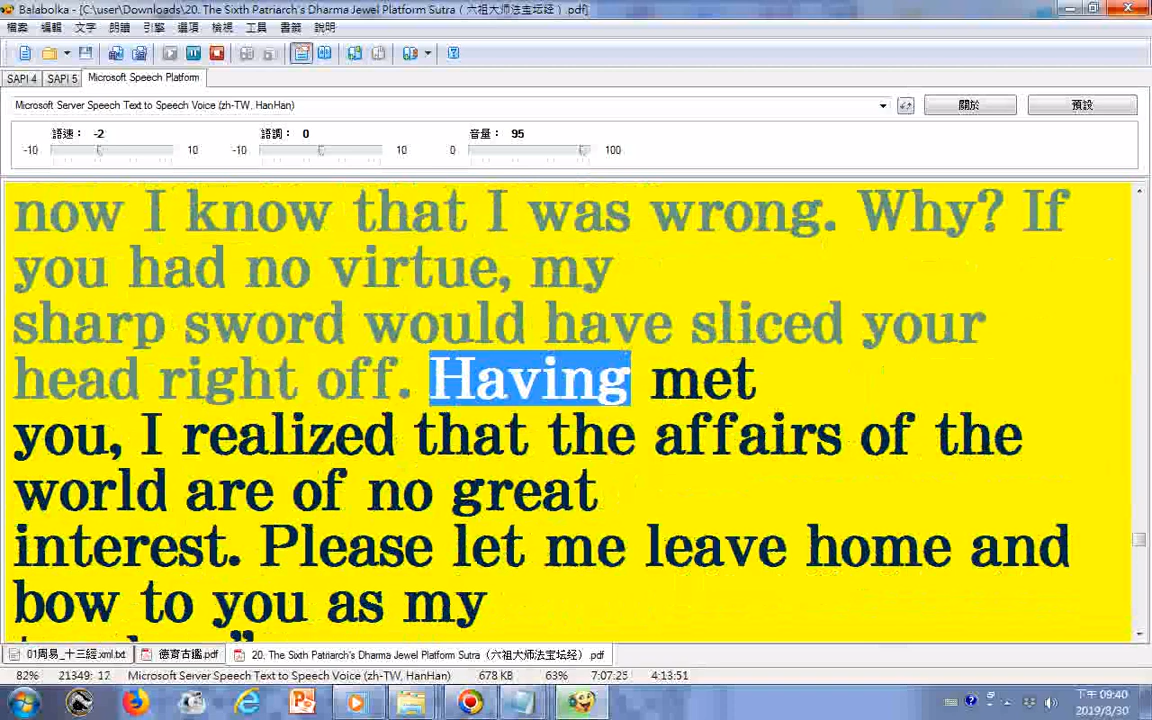 Balabolka - [C:\user\Downloads\20. The Sixth Patriarch's Dharma Jewel Platform Sutra（六祖大师法宝坛经）.pdf]
檔案 編輯 文字 朗讀 引擎 選項 檢視 工具 書籤 說明
SAPI 4 SAPI 5 Microsoft Speech Platform
Microsoft Server Speech Text to Speech Voice (zh-TW, HanHan) 關於 預設
語速： -2 語調： 0 音量： 95
-10 10 -10 10 0 100
now I know that I was wrong. Why? If
you had no virtue, my
sharp sword would have sliced your
head right off. Having met
you, I realized that the affairs of the
world are of no great
interest. Please let me leave home and
bow to you as my
01周易_十三經.xml.txt 德育古鑑.pdf 20. The Sixth Patriarch's Dharma Jewel Platform Sutra（六祖大师法宝坛经）.pdf
82% 21349: 12 Microsoft Server Speech Text to Speech Voice (zh-TW, HanHan) 678 KB 63% 7:07:25 4:13:51
下午 09:40
2019/8/30